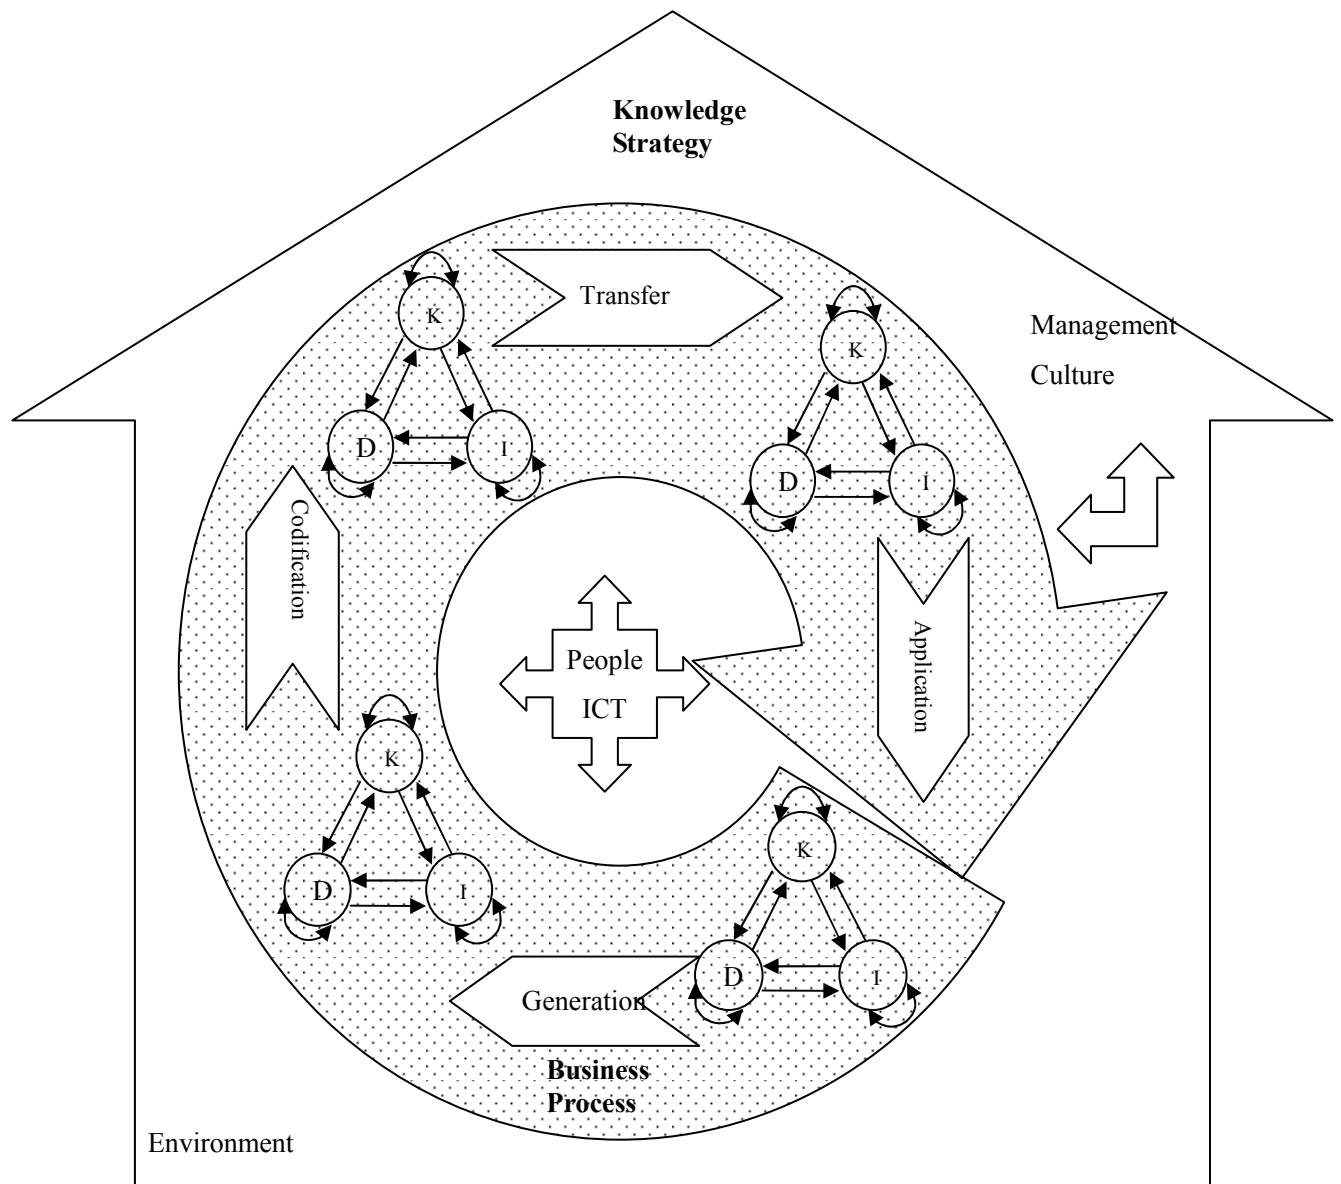 Knowledge
Strategy
Transfer
K
D
I
K
D
I
Management
Culture
Codification
People
ICT
Application
K
D
I
K
D
I
Generation
Business
Process
Environment